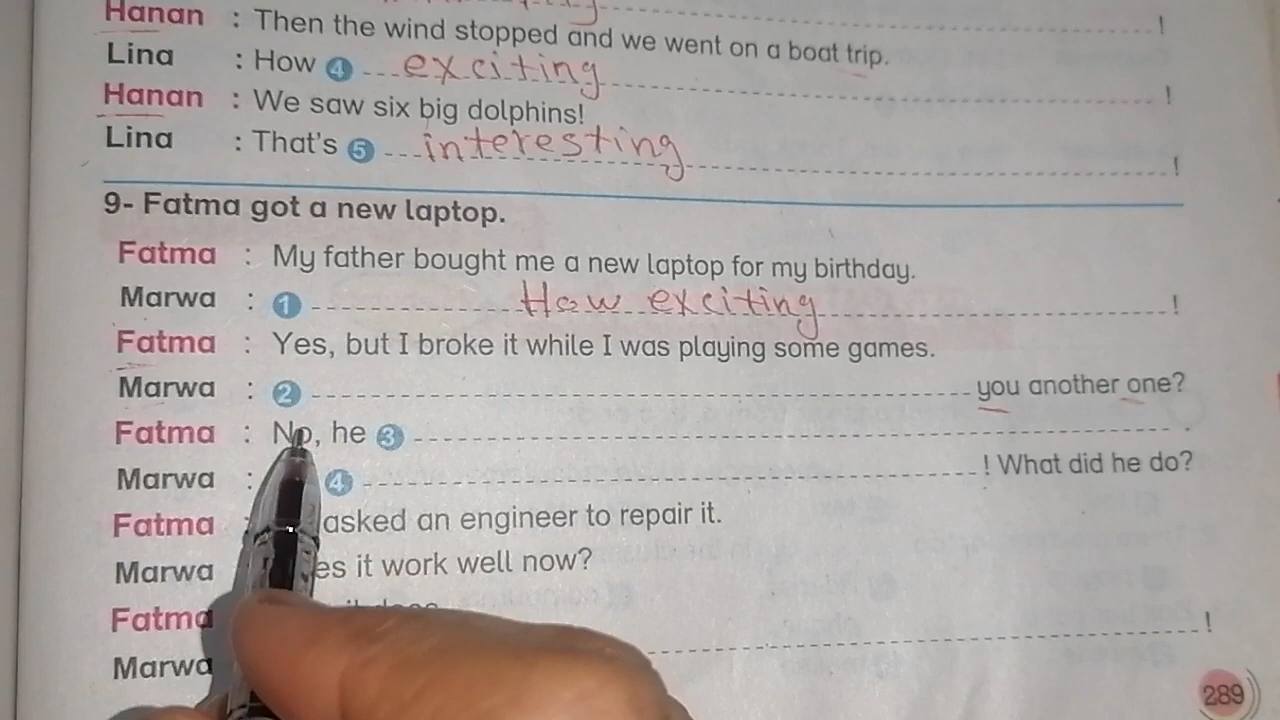 Hanan : Then the wind stopped and we went on a boat trip. !
Lina : How 4 exciting !
Hanan : We saw six big dolphins!
Lina : That's 5 interesting !
9- Fatma got a new laptop.
Fatma : My father bought me a new laptop for my birthday.
Marwa : 1 How exciting !
Fatma : Yes, but I broke it while I was playing some games.
Marwa : 2 you another one?
Fatma : No, he 3 .
Marwa : 4 ! What did he do?
Fatma : asked an engineer to repair it.
Marwa es it work well now?
Fatma
Marwa !
289